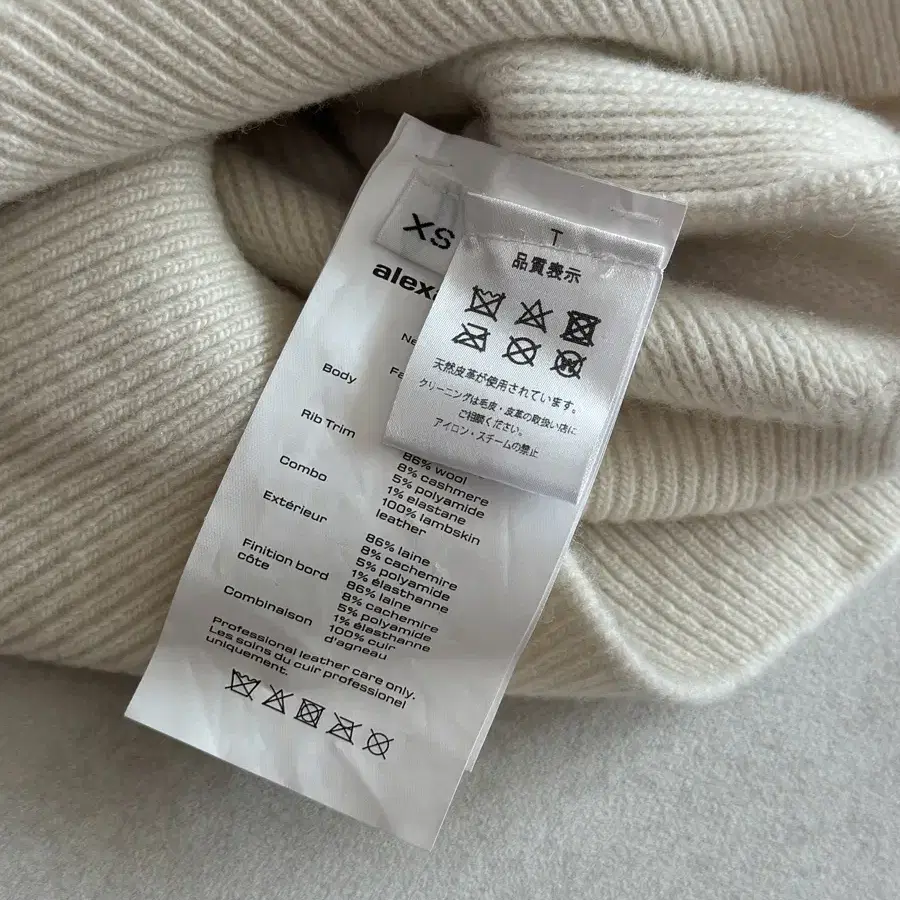 XS
T
品質表示
天然皮革が使用されています。
クリーニングは毛皮・皮革の取扱い店に
ご相談ください。
アイロン・スチームの禁止
alexa
Ne
Body
Fa
Rib Trim
86% wool
Combo
8% cashmere
5% polyamide
1% elastane
Extérieur
100% lambskin
leather
86% laine
Finition bord
8% cachemire
côte
5% polyamide
1% élasthanne
86% laine
Combinaison
8% cachemire
5% polyamide
1% élasthanne
100% cuir
d'agneau
Professional leather care only.
Les soins du cuir professionel
uniquement.